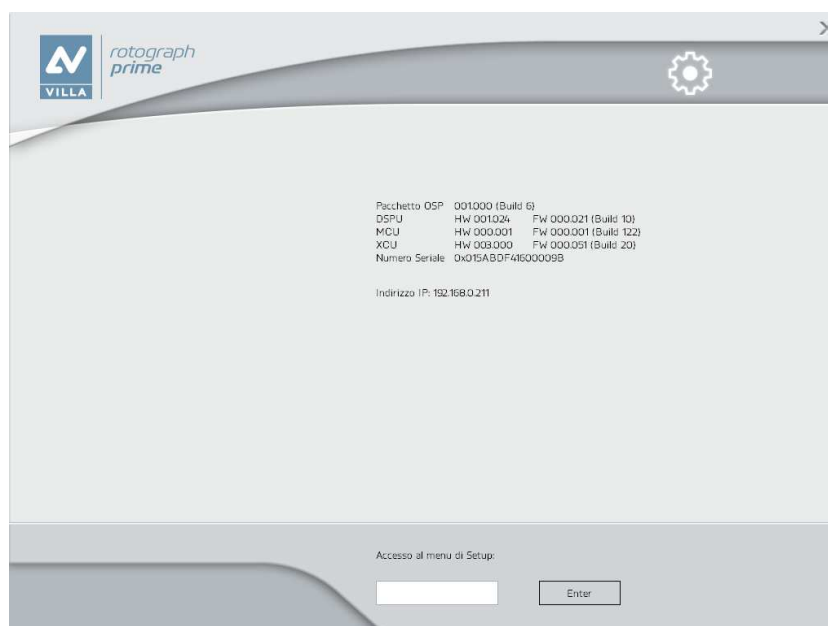 rotograph
prime
VILLA
Pacchetto OSP 001.000 (Build 6)
DSPU HW 001.024 FW 000.021 (Build 10)
MCU HW 000.001 FW 000.001 (Build 122)
XCU HW 003.000 FW 000.051 (Build 20)
Numero Seriale 0x015ABDF41600009B
Indirizzo IP: 192.168.0.211
Accesso al menu di Setup:
Enter